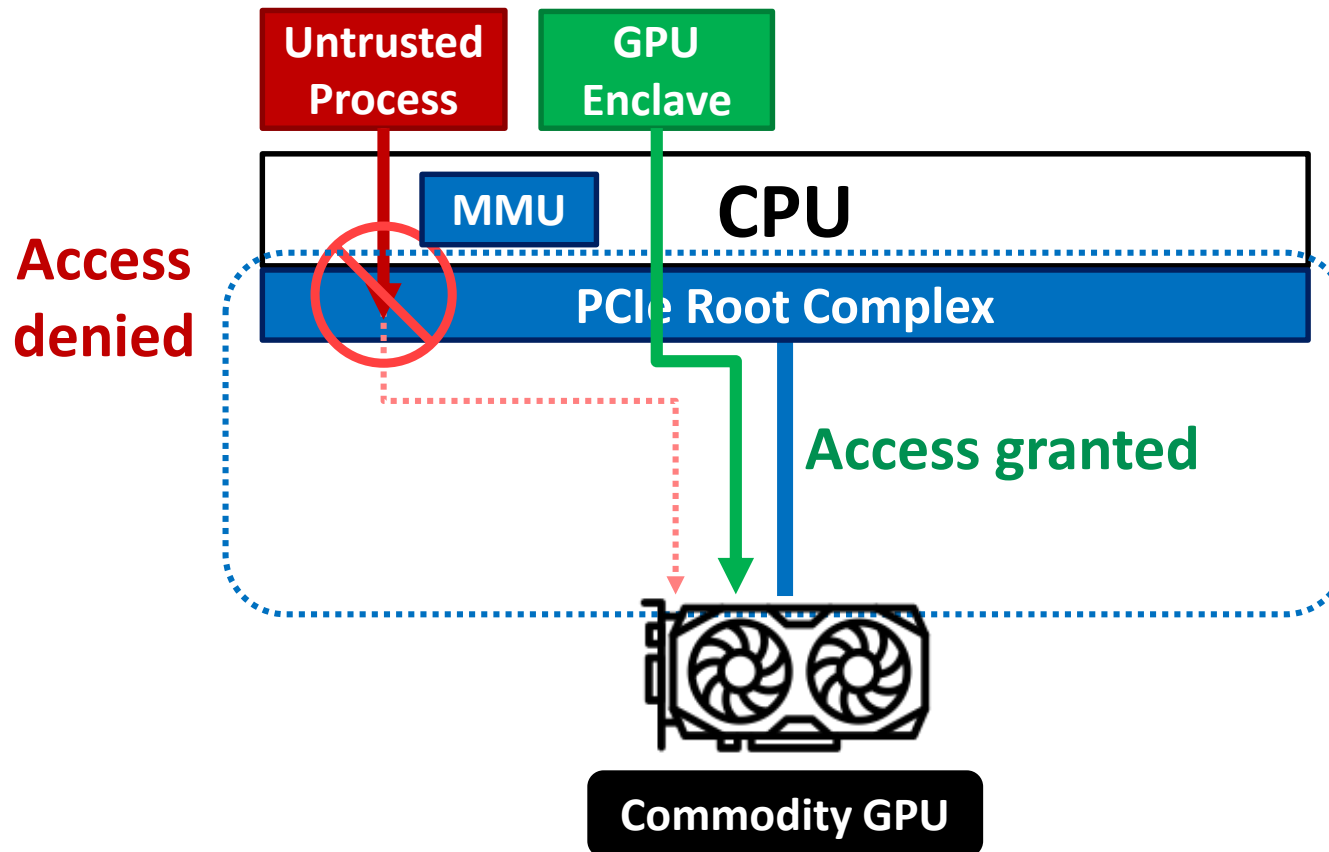 Untrusted
Process
GPU
Enclave
MMU
CPU
Access
denied
PCIe Root Complex
Access granted
Commodity GPU